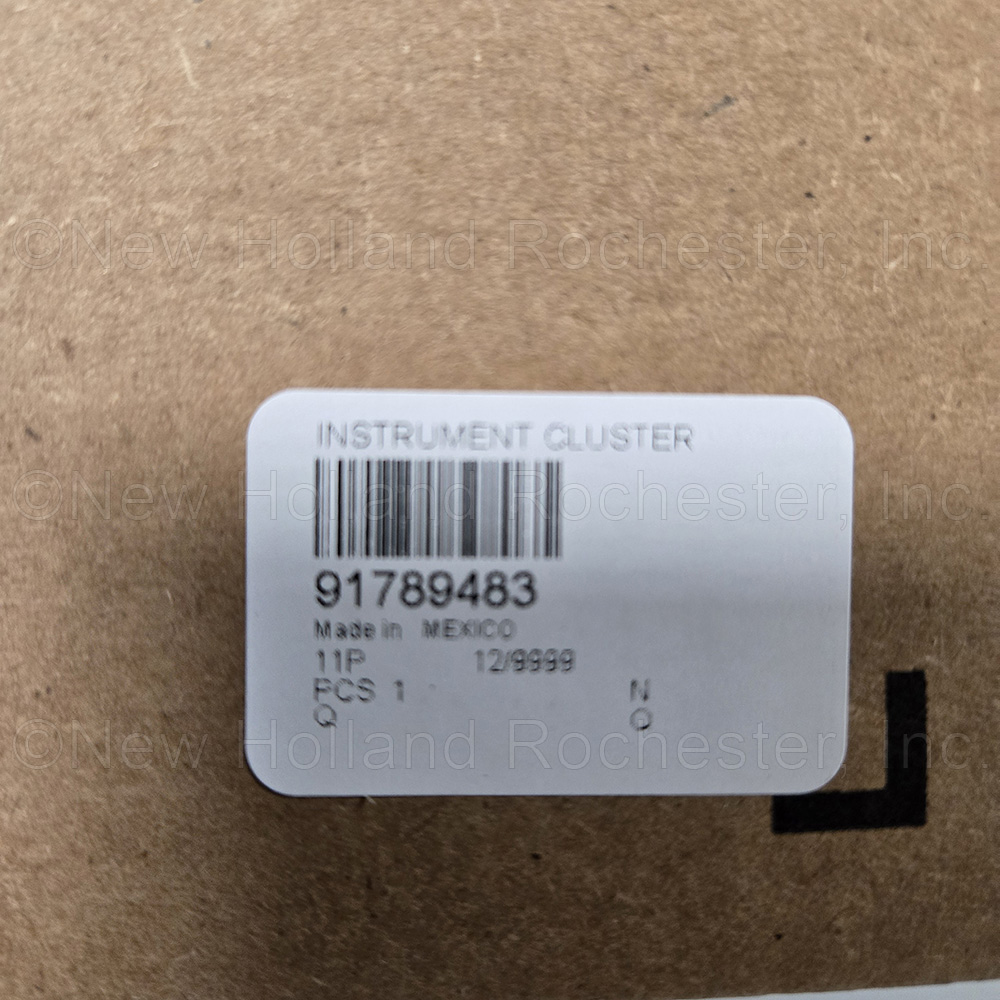 ©New Holland Rochester, Inc.
INSTRUMENT CLUSTER
©New Holland Rochester, Inc.
91789483
Made in MEXICO
11P 12/9999
PCS 1 N
Q O
©New Holland Rochester, Inc.